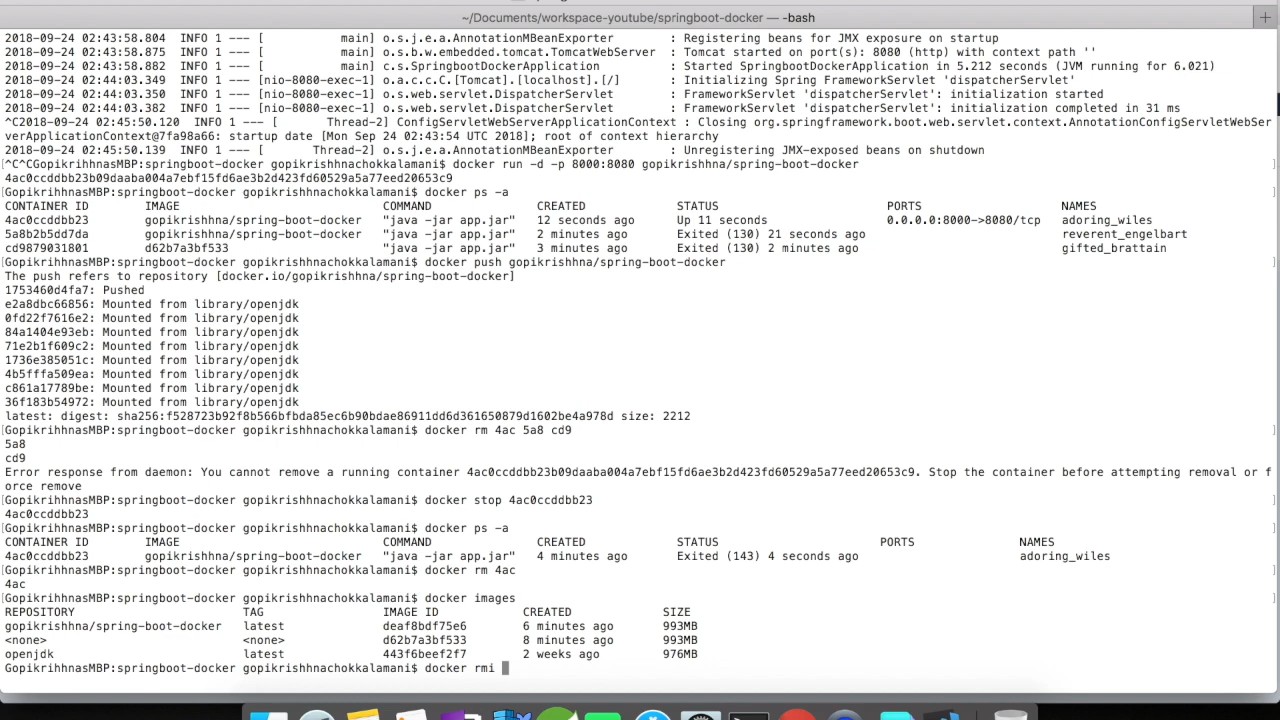 ~/Documents/workspace-youtube/springboot-docker — -bash
2018-09-24 02:43:58.804  INFO 1 --- [           main] o.s.j.e.a.AnnotationMBeanExporter        : Registering beans for JMX exposure on startup
2018-09-24 02:43:58.875  INFO 1 --- [           main] o.s.b.w.embedded.tomcat.TomcatWebServer  : Tomcat started on port(s): 8080 (http) with context path ''
2018-09-24 02:43:58.882  INFO 1 --- [           main] c.s.SpringbootDockerApplication          : Started SpringbootDockerApplication in 5.212 seconds (JVM running for 6.021)
2018-09-24 02:44:03.349  INFO 1 --- [nio-8080-exec-1] o.a.c.c.C.[Tomcat].[localhost].[/]       : Initializing Spring FrameworkServlet 'dispatcherServlet'
2018-09-24 02:44:03.350  INFO 1 --- [nio-8080-exec-1] o.s.web.servlet.DispatcherServlet        : FrameworkServlet 'dispatcherServlet': initialization started
2018-09-24 02:44:03.382  INFO 1 --- [nio-8080-exec-1] o.s.web.servlet.DispatcherServlet        : FrameworkServlet 'dispatcherServlet': initialization completed in 31 ms
^C2018-09-24 02:45:50.120  INFO 1 --- [       Thread-2] ConfigServletWebServerApplicationContext : Closing org.springframework.boot.web.servlet.context.AnnotationConfigServletWebSer
verApplicationContext@7fa98a66: startup date [Mon Sep 24 02:43:54 UTC 2018]; root of context hierarchy
2018-09-24 02:45:50.139  INFO 1 --- [       Thread-2] o.s.j.e.a.AnnotationMBeanExporter        : Unregistering JMX-exposed beans on shutdown
^C^CGopikrihhnasMBP:springboot-docker gopikrishnachokkalamani$ docker run -d -p 8000:8080 gopikrishna/spring-boot-docker
4ac0ccddbb23b09daaba004a7ebf15fd6ae3b2d423fd60529a5a77eed20653c9
[GopikrihhnasMBP:springboot-docker gopikrishnachokkalamani$ docker ps -a
CONTAINER ID        IMAGE                            COMMAND               CREATED             STATUS                        PORTS                    NAMES
4ac0ccddbb23        gopikrishhna/spring-boot-docker  "java -jar app.jar"   12 seconds ago      Up 11 seconds                 0.0.0.0:8000->8080/tcp   adoring_wiles
5a8b2b5dd7da        gopikrishna/spring-boot-docker   "java -jar app.jar"   2 minutes ago       Exited (130) 21 seconds ago                            reverent_engelbart
cd9879031801        d62b7a3bf533                     "java -jar app.jar"   3 minutes ago       Exited (130) 2 minutes ago                             gifted_brattain
[GopikrihhnasMBP:springboot-docker gopikrishnachokkalamani$ docker push gopikrishna/spring-boot-docker
The push refers to repository [docker.io/gopikrishna/spring-boot-docker]
1753460d4fa7: Pushed
e2a8dbc66856: Mounted from library/openjdk
0fd22f7616e2: Mounted from library/openjdk
84a1404e93eb: Mounted from library/openjdk
71e2b1f609c2: Mounted from library/openjdk
1736e385051c: Mounted from library/openjdk
4b5fffa509ea: Mounted from library/openjdk
c861a17789be: Mounted from library/openjdk
36f183b54972: Mounted from library/openjdk
latest: digest: sha256:f528723b92f8b566bfbda85ec6b90bdae86911dd6d361650879d1602be4a978d size: 2212
[GopikrihhnasMBP:springboot-docker gopikrishnachokkalamani$ docker rm 4ac 5a8 cd9
5a8
cd9
Error response from daemon: You cannot remove a running container 4ac0ccddbb23b09daaba004a7ebf15fd6ae3b2d423fd60529a5a77eed20653c9. Stop the container before attempting removal or f
orce remove
[GopikrihhnasMBP:springboot-docker gopikrishnachokkalamani$ docker stop 4ac0ccddbb23
4ac0ccddbb23
[GopikrihhnasMBP:springboot-docker gopikrishnachokkalamani$ docker ps -a
CONTAINER ID        IMAGE                            COMMAND               CREATED             STATUS                       PORTS               NAMES
4ac0ccddbb23        gopikrishna/spring-boot-docker   "java -jar app.jar"   4 minutes ago       Exited (143) 4 seconds ago                       adoring_wiles
[GopikrihhnasMBP:springboot-docker gopikrishnachokkalamani$ docker rm 4ac
4ac
[GopikrihhnasMBP:springboot-docker gopikrishnachokkalamani$ docker images
REPOSITORY                       TAG                 IMAGE ID            CREATED             SIZE
gopikrishna/spring-boot-docker   latest              deaf8bdf75e6        6 minutes ago       993MB
<none>                           <none>              d62b7a3bf533        8 minutes ago       993MB
openjdk                          latest              443f6beef2f7        2 weeks ago         976MB
GopikrihhnasMBP:springboot-docker gopikrishnachokkalamani$ docker rmi